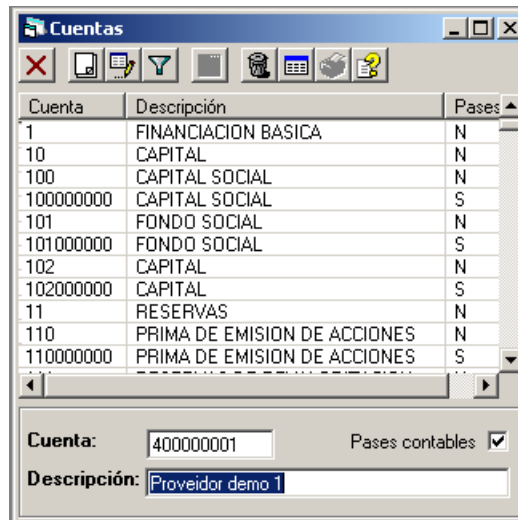 Cuentas
Cuenta Descripción Pases
1 FINANCIACION BASICA N
10 CAPITAL N
100 CAPITAL SOCIAL N
100000000 CAPITAL SOCIAL S
101 FONDO SOCIAL N
101000000 FONDO SOCIAL S
102 CAPITAL N
102000000 CAPITAL S
11 RESERVAS N
110 PRIMA DE EMISION DE ACCIONES N
110000000 PRIMA DE EMISION DE ACCIONES S
Cuenta: 400000001 Pases contables
Descripción: Proveidor demo 1